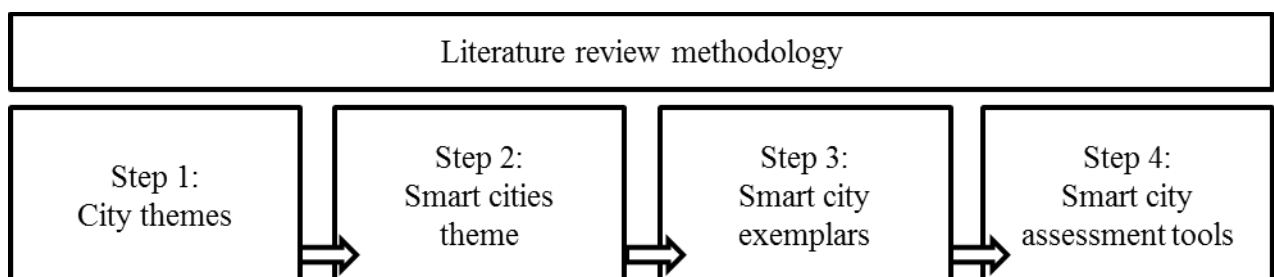 Literature review methodology
Step 1:
City themes
Step 2:
Smart cities
theme
Step 3:
Smart city
exemplars
Step 4:
Smart city
assessment tools